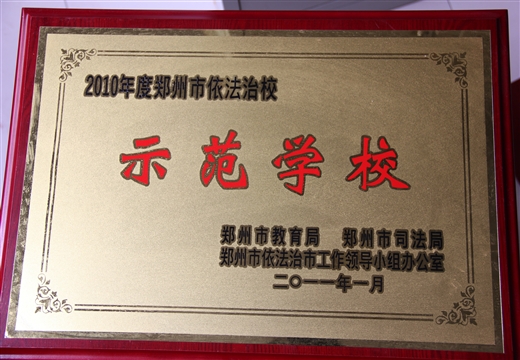 2010年度郑州市依法治校
示范学校
郑州市教育局 郑州市司法局
郑州市依法治市工作领导小组办公室
二〇一一年一月